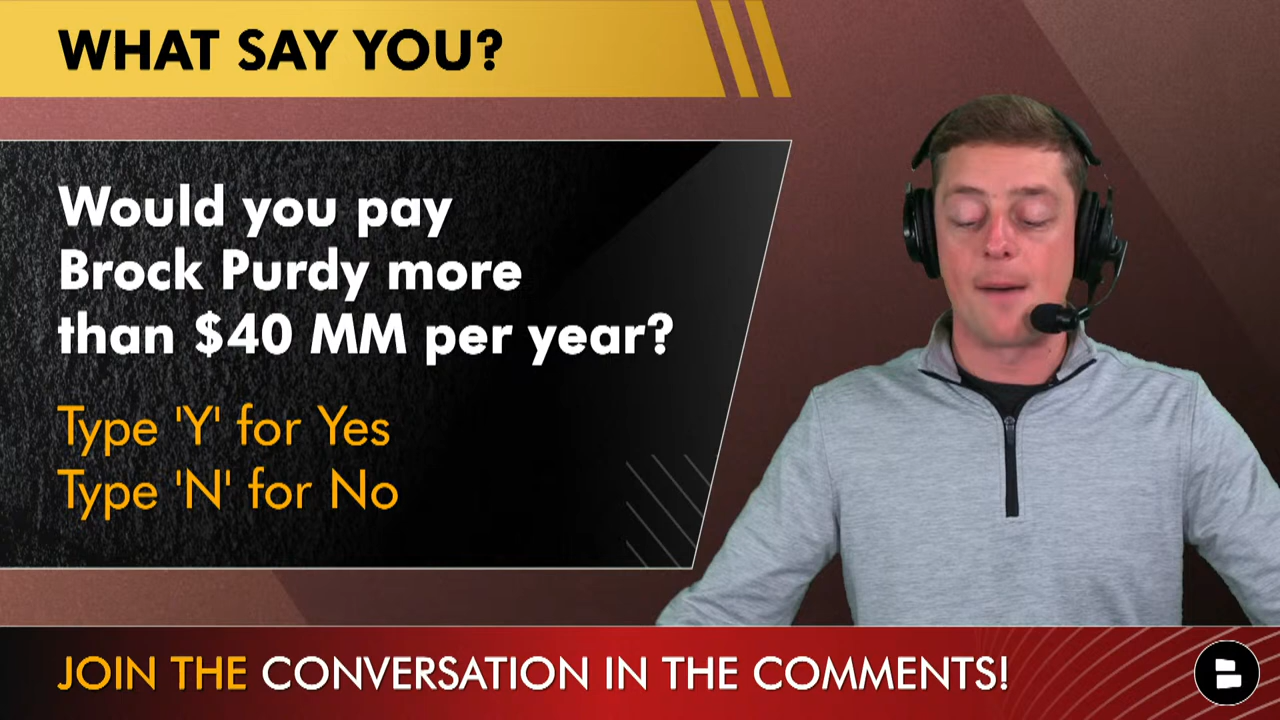 WHAT SAY YOU?
Would you pay
Brock Purdy more
than $40 MM per year?
Type 'Y' for Yes
Type 'N' for No
JOIN THE CONVERSATION IN THE COMMENTS!